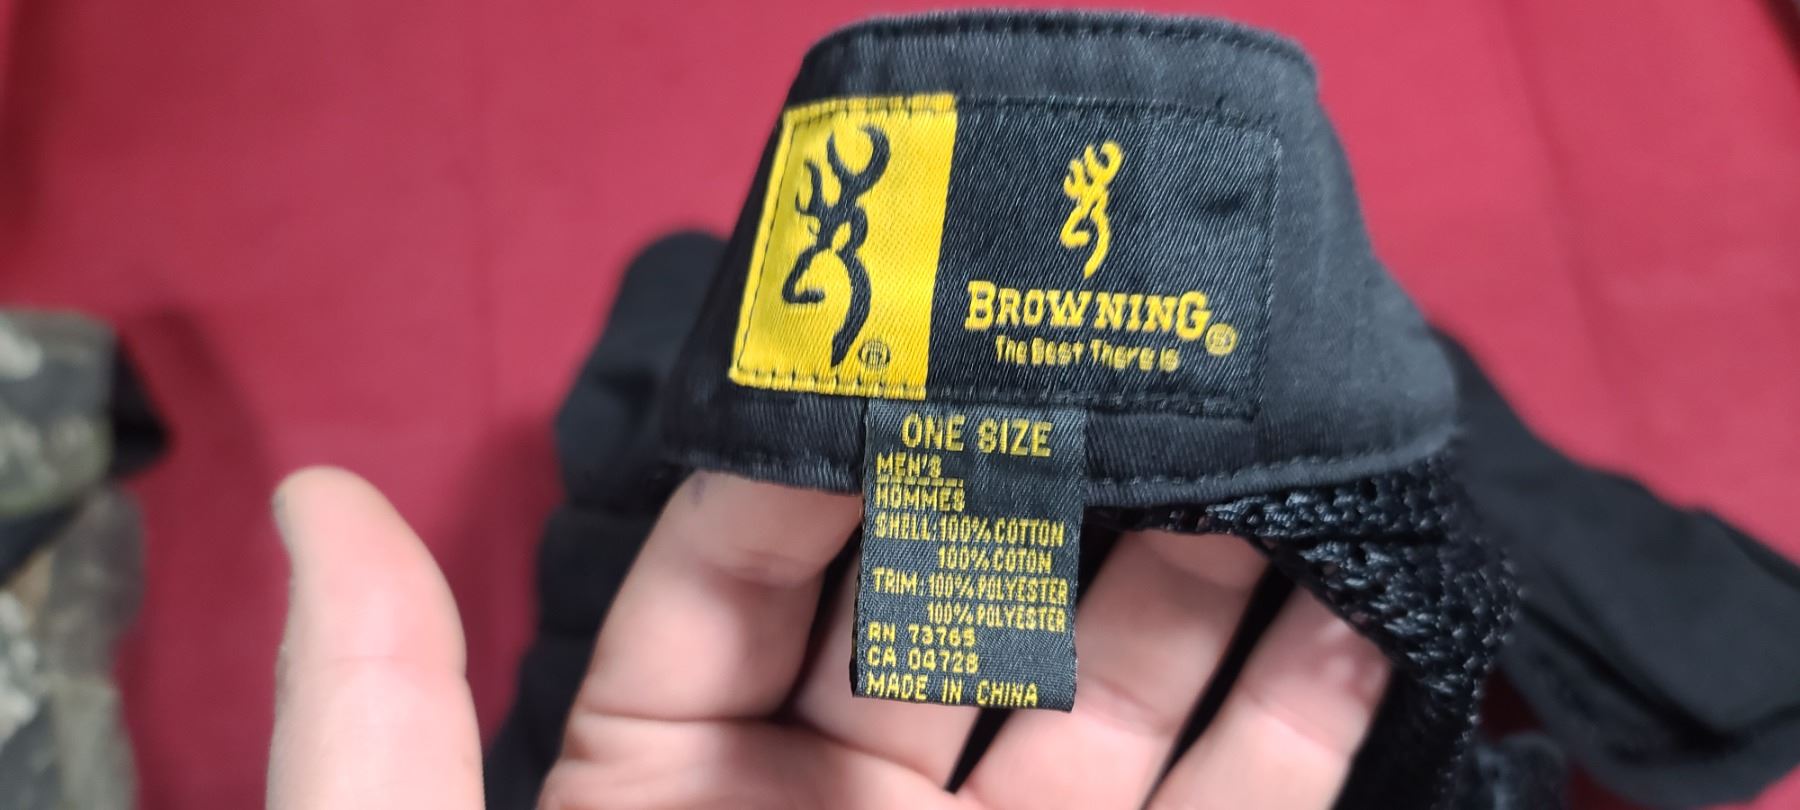 BROWNING®
The Best There Is
ONE SIZE
MEN'S
HOMMES
SHELL:100% COTTON
100% COTON
TRIM:100% POLYESTER
100% POLYESTER
RN 73765
CA 04728
MADE IN CHINA